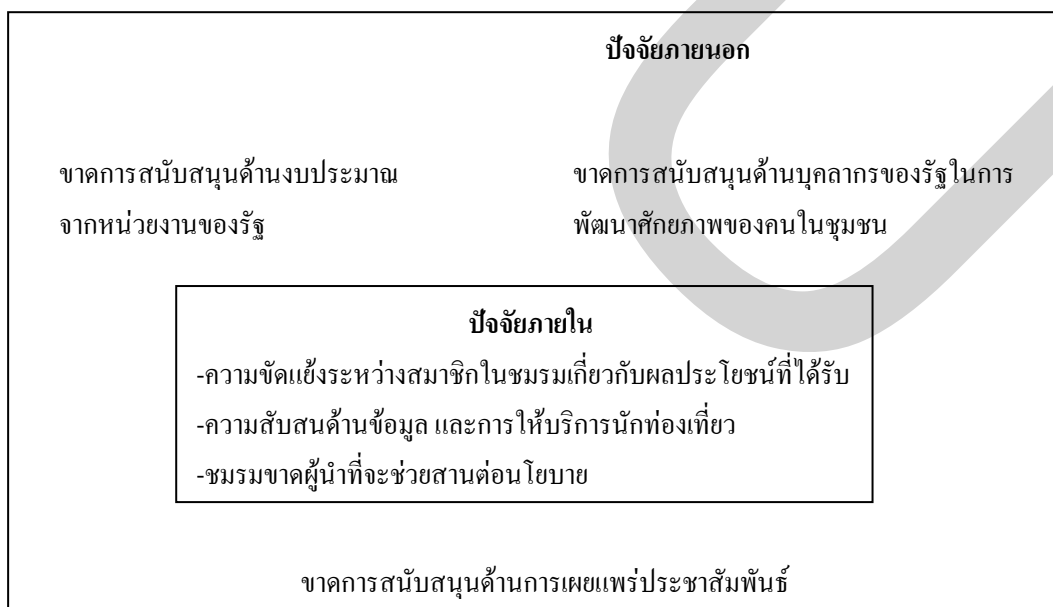 ปัจจัยภายนอก
ขาดการสนับสนุนด้านงบประมาณ
จากหน่วยงานของรัฐ
ขาดการสนับสนุนด้านบุคลากรของรัฐในการ
พัฒนาศักยภาพของคนในชุมชน
ปัจจัยภายใน
-ความขัดแย้งระหว่างสมาชิกในชมรมเกี่ยวกับผลประโยชน์ที่ได้รับ
-ความสับสนด้านข้อมูล และการให้บริการนักท่องเที่ยว
-ชมรมขาดผู้นำที่จะช่วยสานต่อนโยบาย
ขาดการสนับสนุนด้านการเผยแพร่ประชาสัมพันธ์